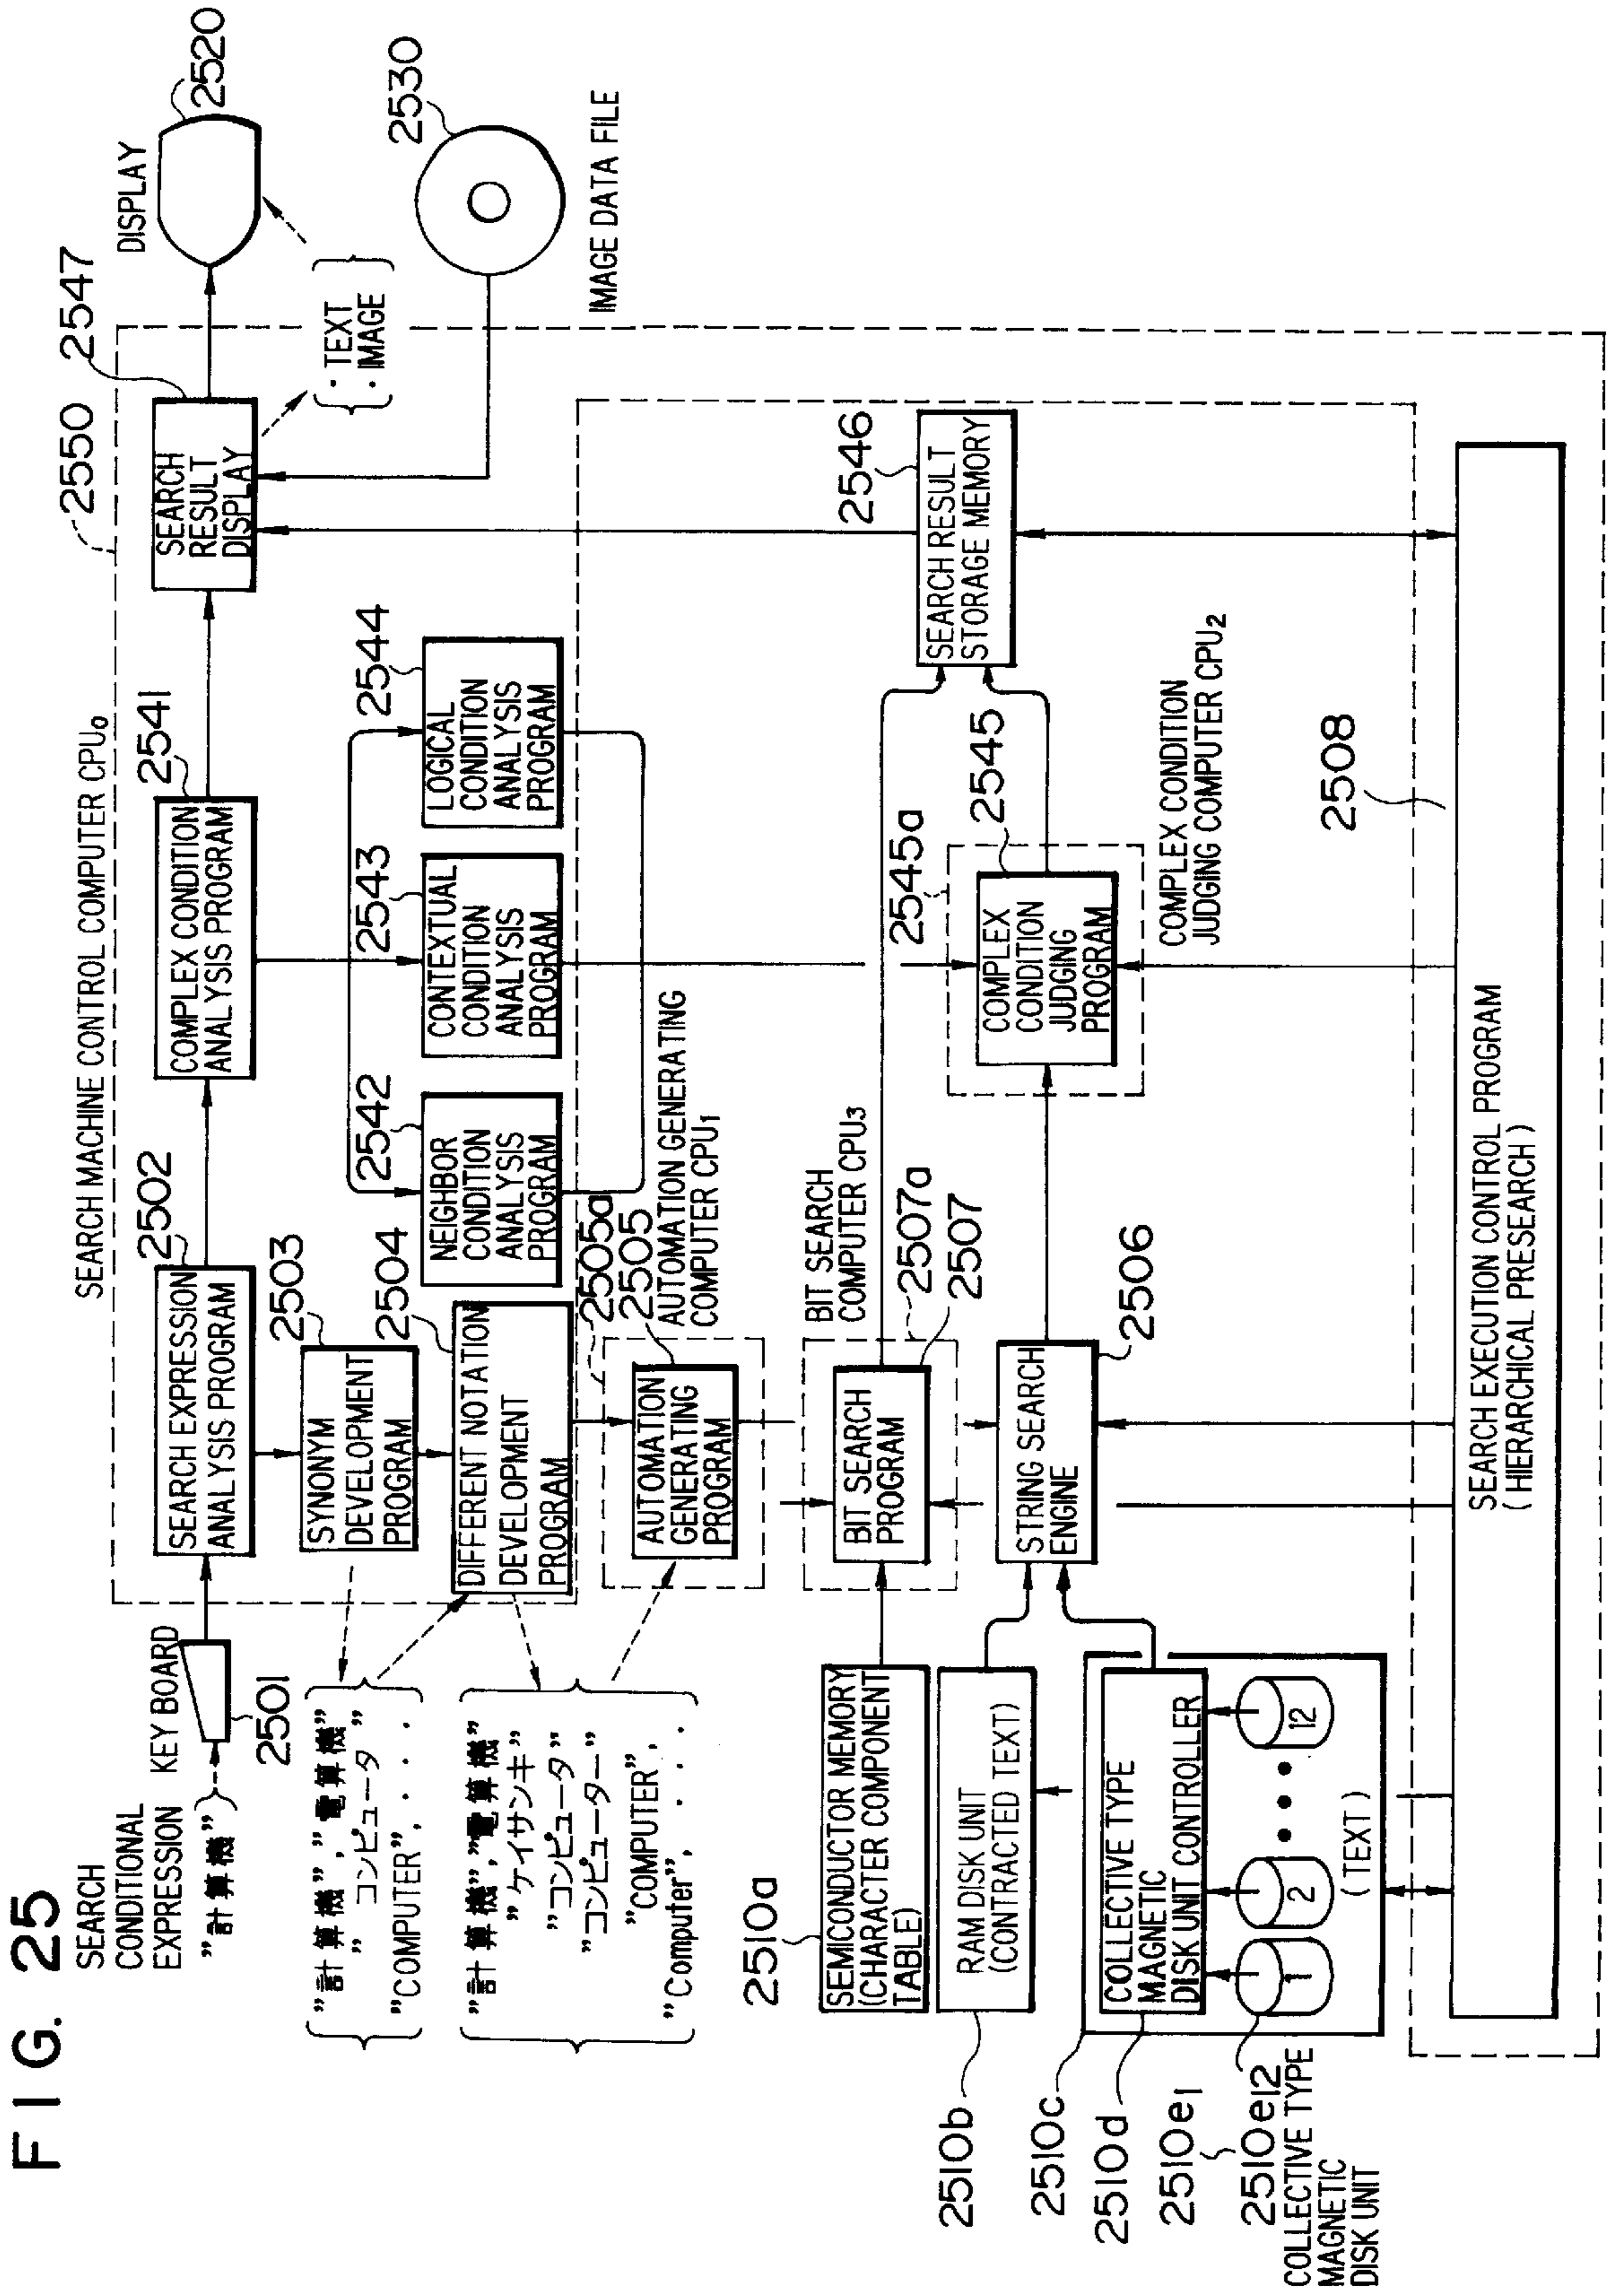 FIG. 25
SEARCH
CONDITIONAL
EXPRESSION
"計算機"
KEY BOARD
2501
SEARCH MACHINE CONTROL COMPUTER CPU0
2550
SEARCH EXPRESSION
ANALYSIS PROGRAM
2502
COMPLEX CONDITION
ANALYSIS PROGRAM
2541
SEARCH
RESULT
DISPLAY
2547
DISPLAY
2520
· TEXT
· IMAGE
2530
IMAGE DATA FILE
SYNONYM
DEVELOPMENT
PROGRAM
2503
"計算機","電算機"
"コンピュータ"
"COMPUTER", . . .
DIFFERENT NOTATION
DEVELOPMENT
PROGRAM
2504
"計算機","電算機"
"ケイサンキ"
"コンピュータ"
"コンピューター"
"COMPUTER",
"Computer", . . .
NEIGHBOR
CONDITION
ANALYSIS
PROGRAM
2542
CONTEXTUAL
CONDITION
ANALYSIS
PROGRAM
2543
LOGICAL
CONDITION
ANALYSIS
PROGRAM
2544
AUTOMATION
GENERATING
PROGRAM
2505a
2505
AUTOMATION GENERATING
COMPUTER CPU1
2510a
SEMICONDUCTOR MEMORY
(CHARACTER COMPONENT
TABLE)
BIT SEARCH
PROGRAM
BIT SEARCH
COMPUTER CPU3
2507a
2507
2546
SEARCH RESULT
STORAGE MEMORY
2510b
RAM DISK UNIT
(CONTRACTED TEXT)
STRING SEARCH
ENGINE
2506
2545a
2545
COMPLEX
CONDITION
JUDGING
PROGRAM
COMPLEX CONDITION
JUDGING COMPUTER CPU2
2510c
2510d
COLLECTIVE TYPE
MAGNETIC
DISK UNIT CONTROLLER
2510e1
2510e12
COLLECTIVE TYPE
MAGNETIC
DISK UNIT
1
2
12
(TEXT)
2508
SEARCH EXECUTION CONTROL PROGRAM
(HIERARCHICAL PRESEARCH)